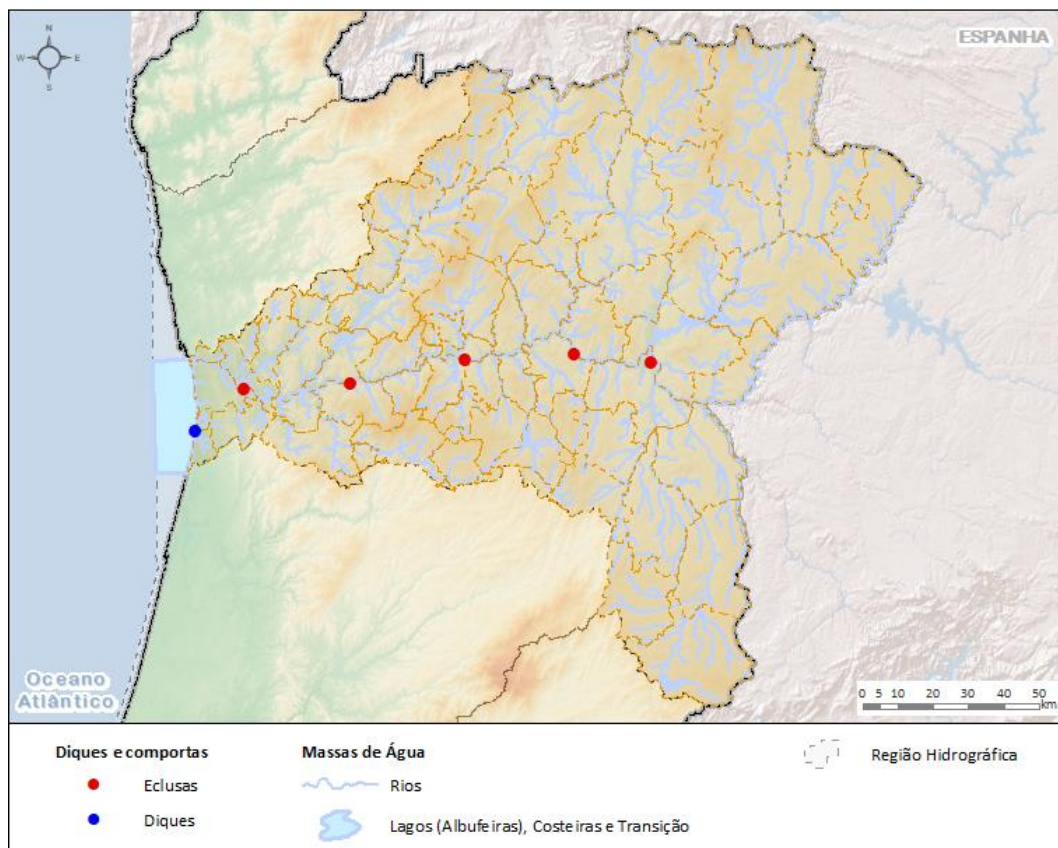 N
W E
S
ESPANHA
Oceano
Atlântico
0 5 10 20 30 40 50
km
Diques e comportas
Eclusas
Diques
Massas de Água
Rios
Lagos (Albufeiras), Costeiras e Transição
Região Hidrográfica